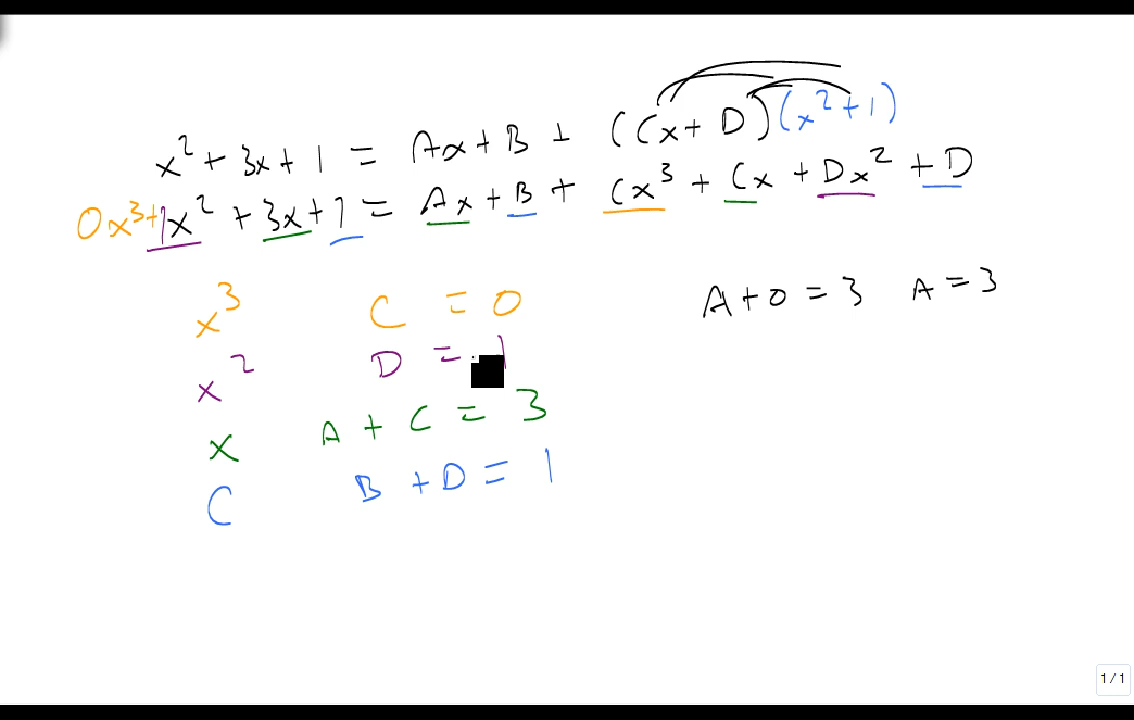 x² + 3x + 1 = Ax + B + (Cx + D)(x² + 1)
0x³ + 1x² + 3x + 1 = Ax + B + Cx³ + Cx + Dx² + D
x³ C = 0
A + 0 = 3 A = 3
x² D = 1
x A + C = 3
C B + D = 1
1/1